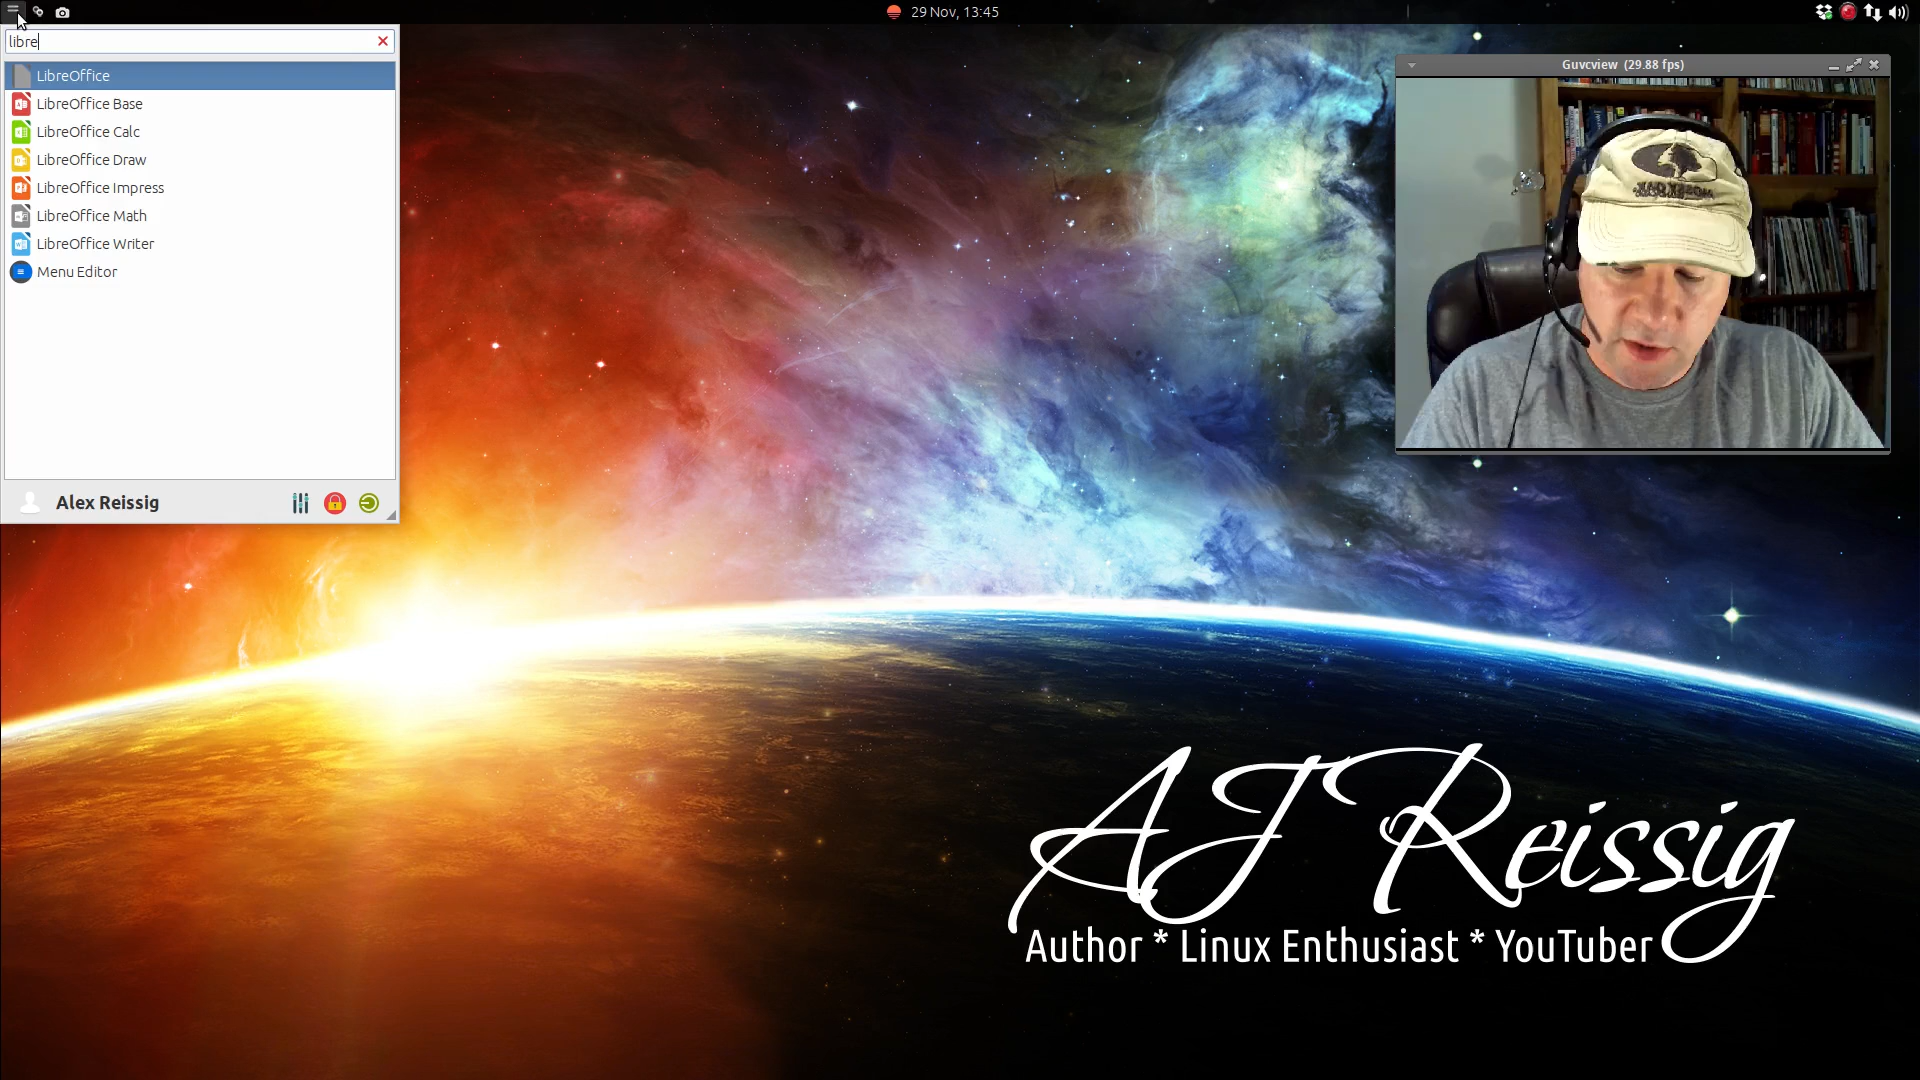 29 Nov, 13:45
libre
LibreOffice
LibreOffice Base
LibreOffice Calc
LibreOffice Draw
LibreOffice Impress
LibreOffice Math
LibreOffice Writer
Menu Editor
Alex Reissig
Guvcview (29.88 fps)
AJ Reissig
Author * Linux Enthusiast * YouTuber